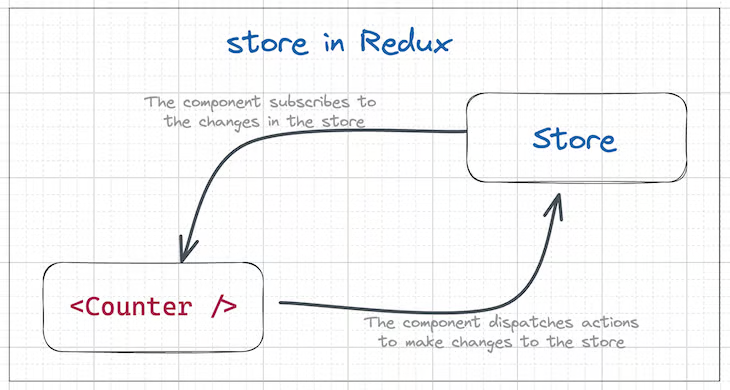 store in Redux
The component subscribes to
the changes in the store
Store
<Counter />
The component dispatches actions
to make changes to the store